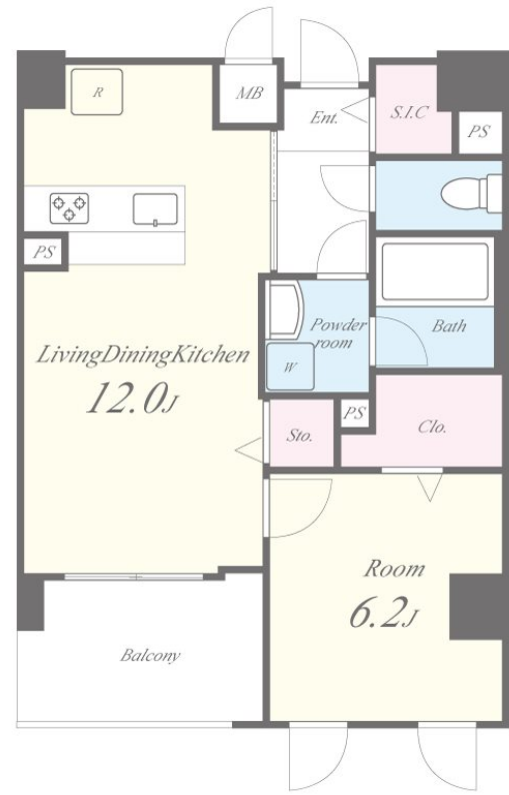 R
MB
Ent.
S.I.C
PS
PS
Powder
room
Bath
W
LivingDiningKitchen
12.0J
Sto.
PS
Clo.
Room
6.2J
Balcony